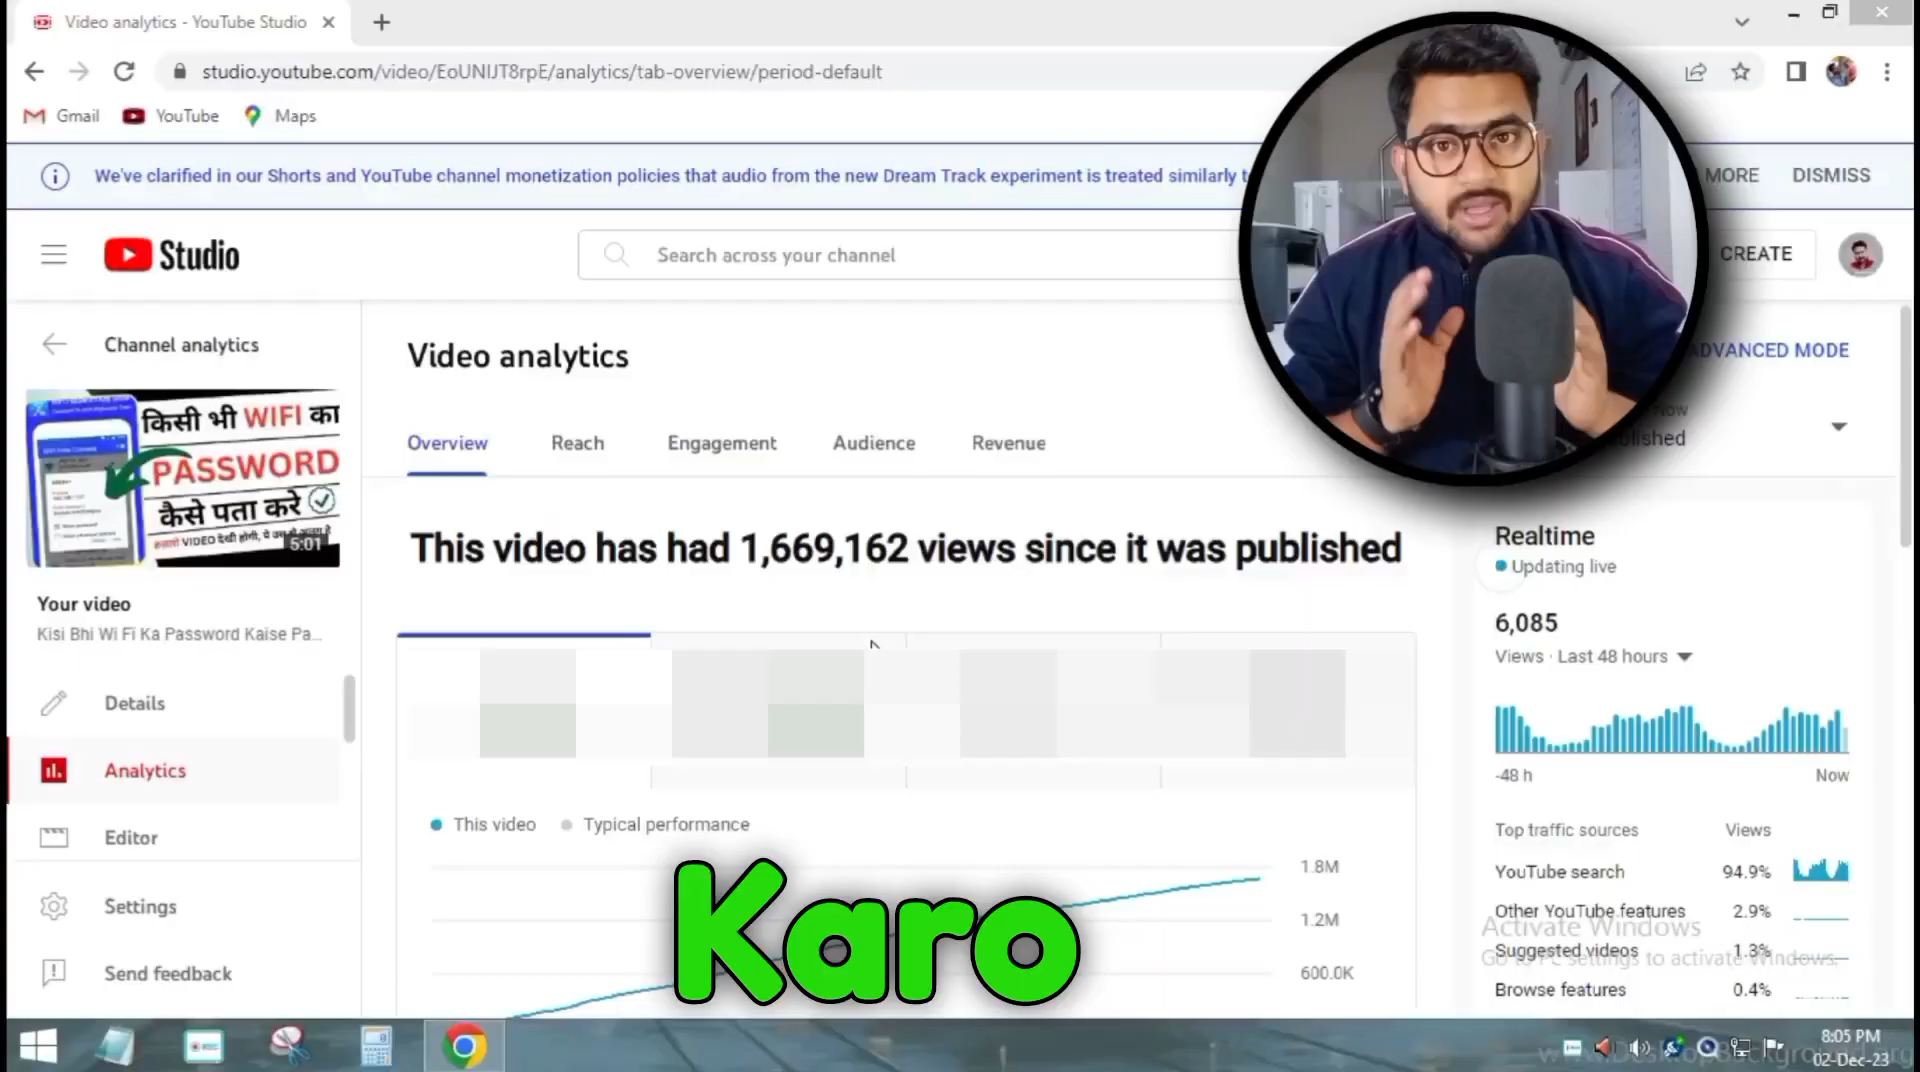 Video analytics - YouTube Studio
studio.youtube.com/video/EoUNIJT8rpE/analytics/tab-overview/period-default
Gmail
YouTube
Maps
We've clarified in our Shorts and YouTube channel monetization policies that audio from the new Dream Track experiment is treated similarly
MORE
DISMISS
Studio
Search across your channel
CREATE
Channel analytics
Video analytics
ADVANCED MODE
किसी भी WIFI का
PASSWORD
कैसे पता करे
5:01
Overview
Reach
Engagement
Audience
Revenue
This video has had 1,669,162 views since it was published
Your video
Kisi Bhi Wi Fi Ka Password Kaise Pa...
Details
Analytics
Editor
Settings
Send feedback
This video
Typical performance
1.8M
1.2M
600.0K
Karo
Realtime
Updating live
6,085
Views · Last 48 hours
-48 h
Now
Top traffic sources
Views
YouTube search
94.9%
Other YouTube features
2.9%
Activate Windows
Suggested videos
1.3%
Go to PC settings to activate Windows.
Browse features
0.4%
8:05 PM
02-Dec-23